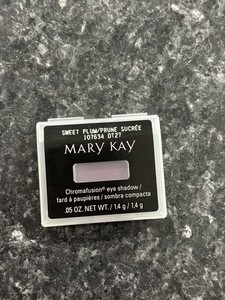 SWEET PLUM/PRUNE SUCRÉE
107634 DT27
MARY KAY
Chromafusion® eye shadow/
fard à paupières / sombra compacta
.05 OZ. NET WT. / 1.4 g / 1,4 g